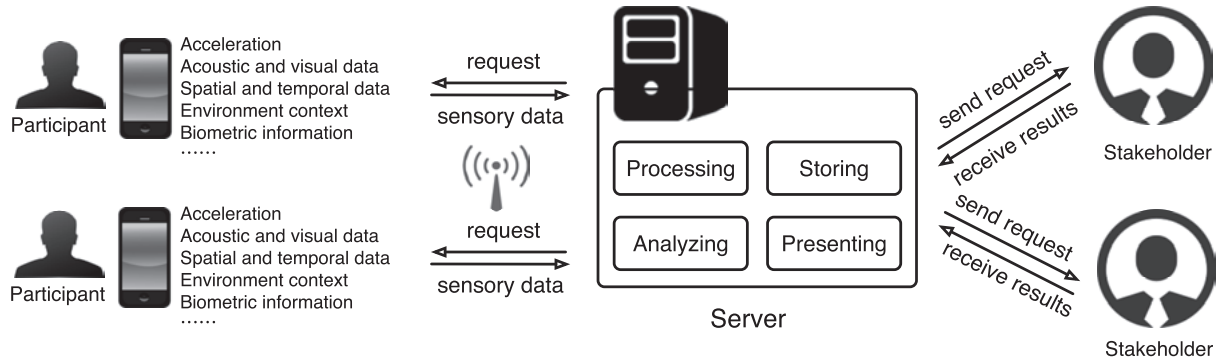 Acceleration
Acoustic and visual data
Spatial and temporal data
Environment context
Biometric information
......
Participant
request
sensory data
Acceleration
Acoustic and visual data
Spatial and temporal data
Environment context
Biometric information
......
Participant
request
sensory data
Processing
Storing
Analyzing
Presenting
Server
send request
receive results
Stakeholder
send request
receive results
Stakeholder